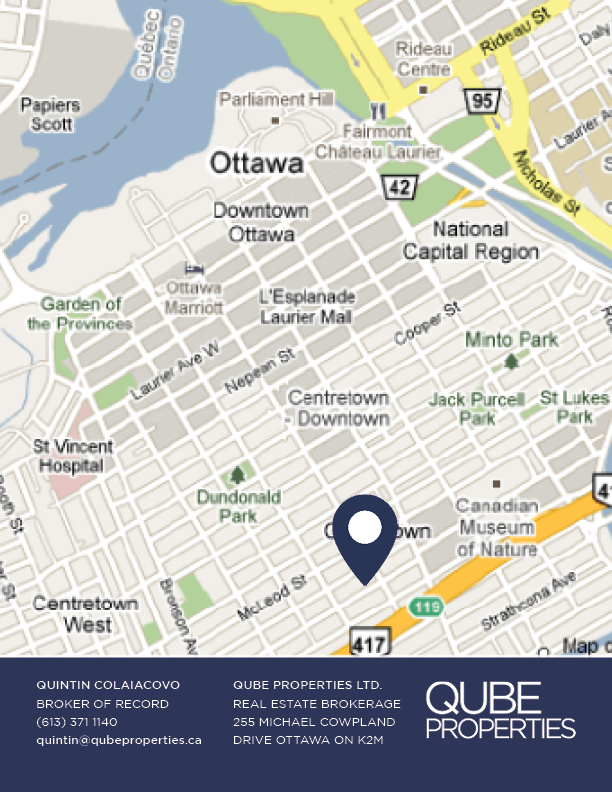 Québec
Ontario
Rideau St
Daly
Rideau
Centre
Papiers
Scott
Parliament Hill
95
Fairmont
Château Laurier
Laurier A
Ottawa
42
Nicholas St
Downtown
Ottawa
National
Capital Region
Ottawa
Marriott
L'Esplanade
Laurier Mall
Garden of
the Provinces
Cooper St
Minto Park
Laurier Ave W
Nepean St
Centretown
- Downtown
Jack Purcell
Park
St Lukes
Park
St Vincent
Hospital
Dundonald
Park
Canadian
Museum
of Nature
C
own
McLeod St
Bronson Av
119
Strathcona Ave
Centretown
West
417
Map d
QUINTIN COLAIACOVO
BROKER OF RECORD
(613) 371 1140
quintin@qubeproperties.ca
QUBE PROPERTIES LTD.
REAL ESTATE BROKERAGE
255 MICHAEL COWPLAND
DRIVE OTTAWA ON K2M
QUBE
PROPERTIES